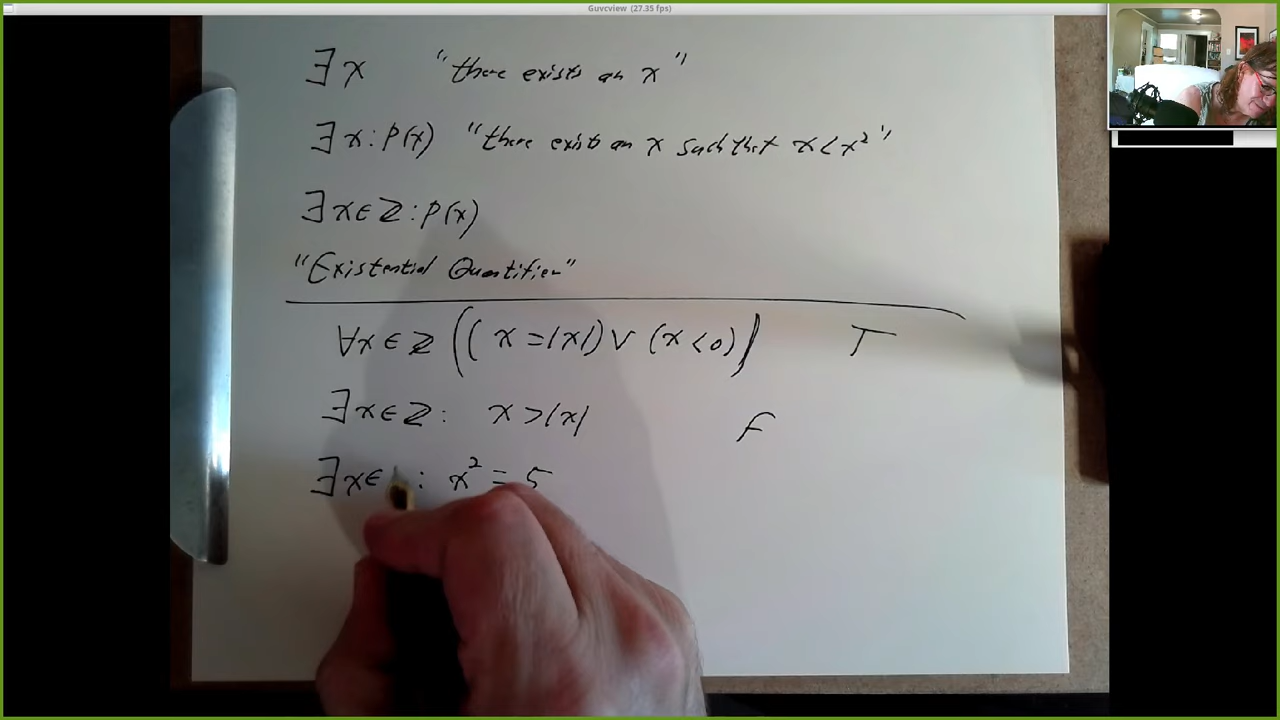 Guvcview (27.35 fps)
∃x "there exists an x"
∃x:P(x) "there exists an x such that x<x²"
∃x∈ℤ:P(x)
"Existential Quantifier"
∀x∈ℤ((x=|x|)∨(x<0)) T
∃x∈ℤ: x>|x| F
∃x∈ : x²=5